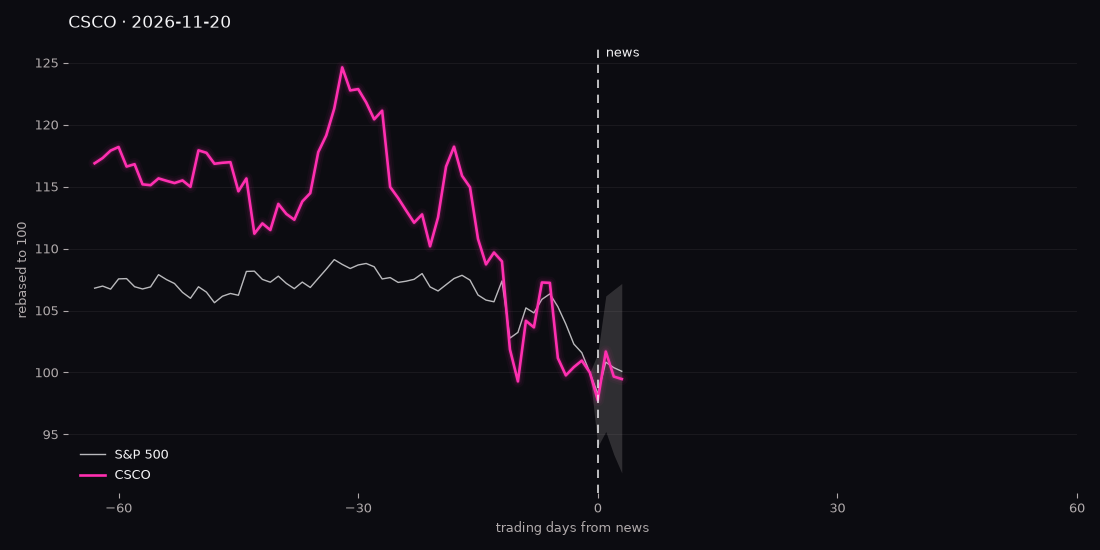 CSCO · 2026-11-20
news
125
120
115
110
105
100
95
rebased to 100
S&P 500
CSCO
−60
−30
0
30
60
trading days from news